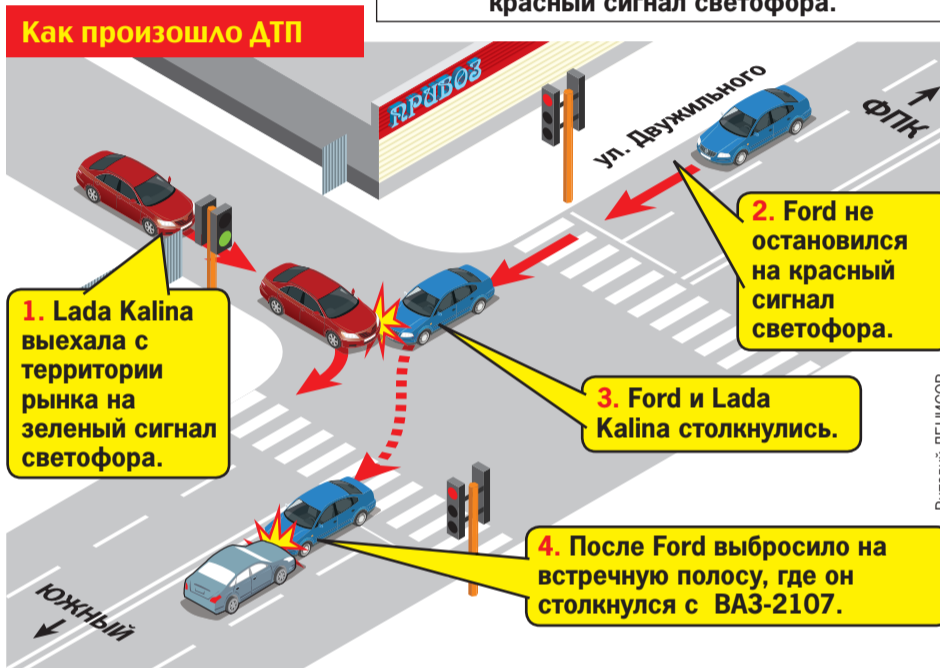 красный сигнал светофора.
Как произошло ДТП
ПРИВОЗ
ул. Двужильного
ФПК
2. Ford не
остановился
на красный
сигнал
светофора.
1. Lada Kalina
выехала с
территории
рынка на
зеленый сигнал
светофора.
3. Ford и Lada
Kalina столкнулись.
4. После Ford выбросило на
встречную полосу, где он
столкнулся с ВАЗ-2107.
ЮЖНЫЙ